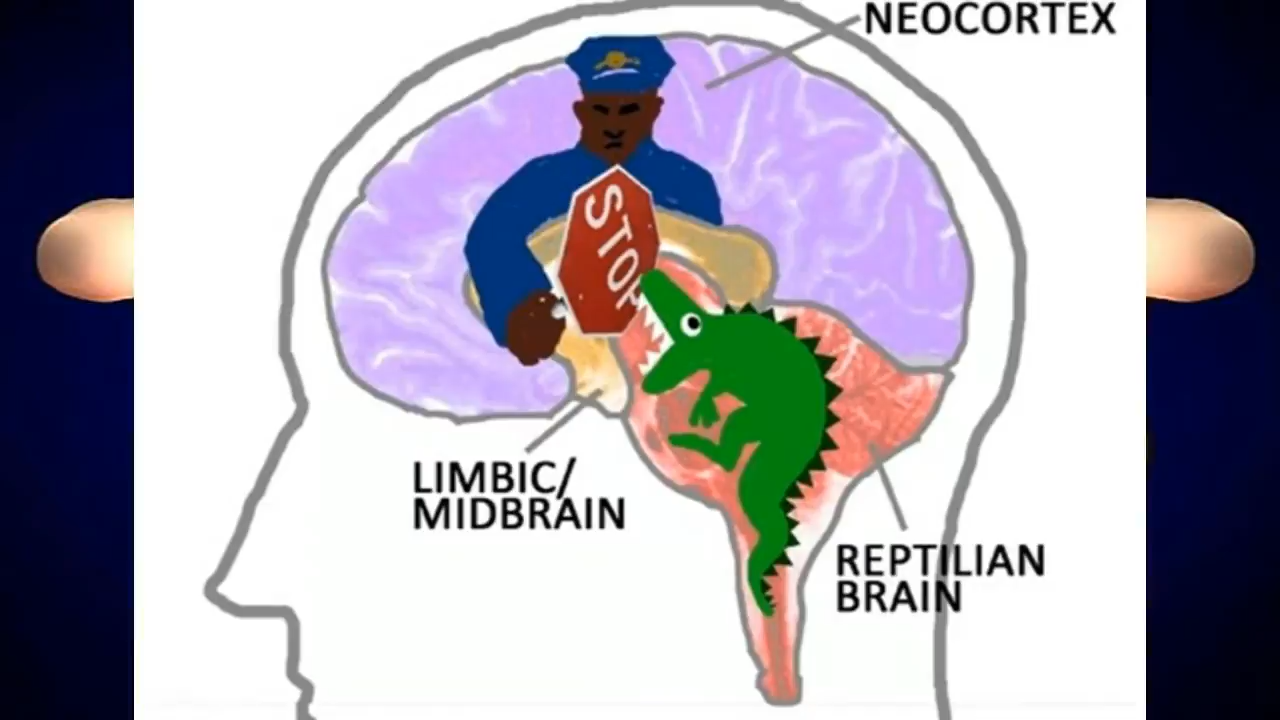 NEOCORTEX
STOP
LIMBIC/
MIDBRAIN
REPTILIAN
BRAIN